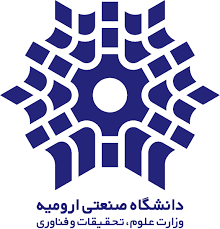 دانشگاه صنعتی ارومیه
وزارت علوم، تحقیقات و فناوری